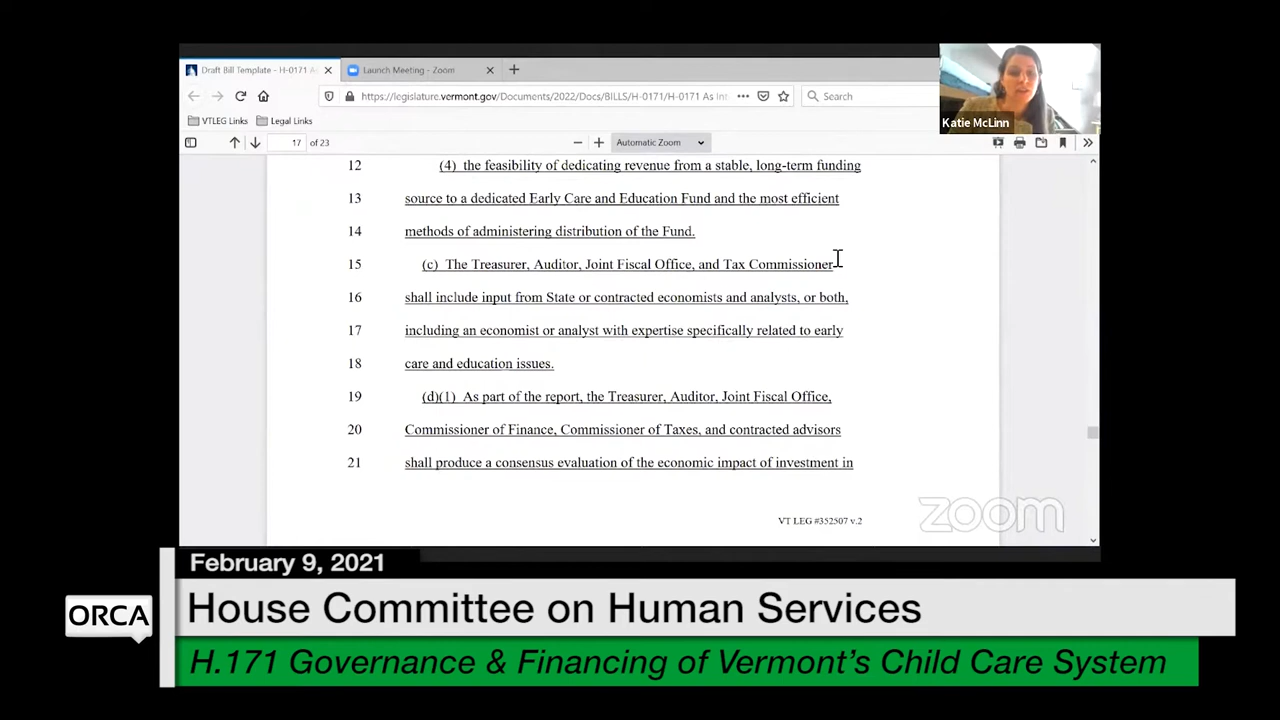 Draft Bill Template - H-0171 As
Launch Meeting - Zoom
https://legislature.vermont.gov/Documents/2022/Docs/BILLS/H-0171/H-0171 As Int
Search
VTLEG Links
Legal Links
Katie McLinn
17 of 23
Automatic Zoom
12 (4) the feasibility of dedicating revenue from a stable, long-term funding
13 source to a dedicated Early Care and Education Fund and the most efficient
14 methods of administering distribution of the Fund.
15 (c) The Treasurer, Auditor, Joint Fiscal Office, and Tax Commissioner
16 shall include input from State or contracted economists and analysts, or both,
17 including an economist or analyst with expertise specifically related to early
18 care and education issues.
19 (d)(1) As part of the report, the Treasurer, Auditor, Joint Fiscal Office,
20 Commissioner of Finance, Commissioner of Taxes, and contracted advisors
21 shall produce a consensus evaluation of the economic impact of investment in
VT LEG #352507 v.2
zoom
February 9, 2021
ORCA
House Committee on Human Services
H.171 Governance & Financing of Vermont's Child Care System